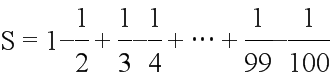 S = 1-1/2 + 1/3 1/4 + ··· + 1/99 1/100